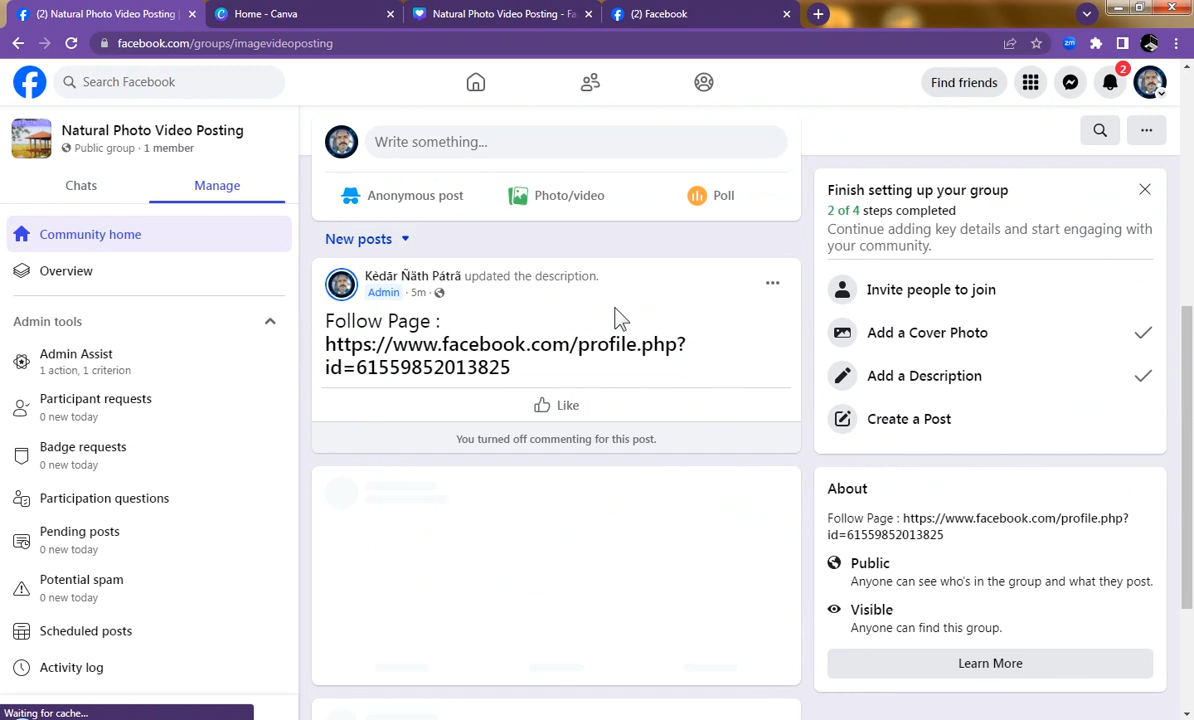 (2) Natural Photo Video Posting |
Home - Canva
Natural Photo Video Posting - Fa
(2) Facebook
facebook.com/groups/imagevideoposting
zm
Search Facebook
Find friends
2
Natural Photo Video Posting
Public group · 1 member
Chats
Manage
Community home
Overview
Admin tools
Admin Assist
1 action, 1 criterion
Participant requests
0 new today
Badge requests
0 new today
Participation questions
Pending posts
0 new today
Potential spam
0 new today
Scheduled posts
Activity log
Waiting for cache...
Write something...
Anonymous post
Photo/video
Poll
New posts
Kèdār Ñäth Pátrã updated the description.
Admin · 5m ·
Follow Page :
https://www.facebook.com/profile.php?
id=61559852013825
Like
You turned off commenting for this post.
Finish setting up your group
2 of 4 steps completed
Continue adding key details and start engaging with
your community.
Invite people to join
Add a Cover Photo
Add a Description
Create a Post
About
Follow Page : https://www.facebook.com/profile.php?
id=61559852013825
Public
Anyone can see who's in the group and what they post.
Visible
Anyone can find this group.
Learn More